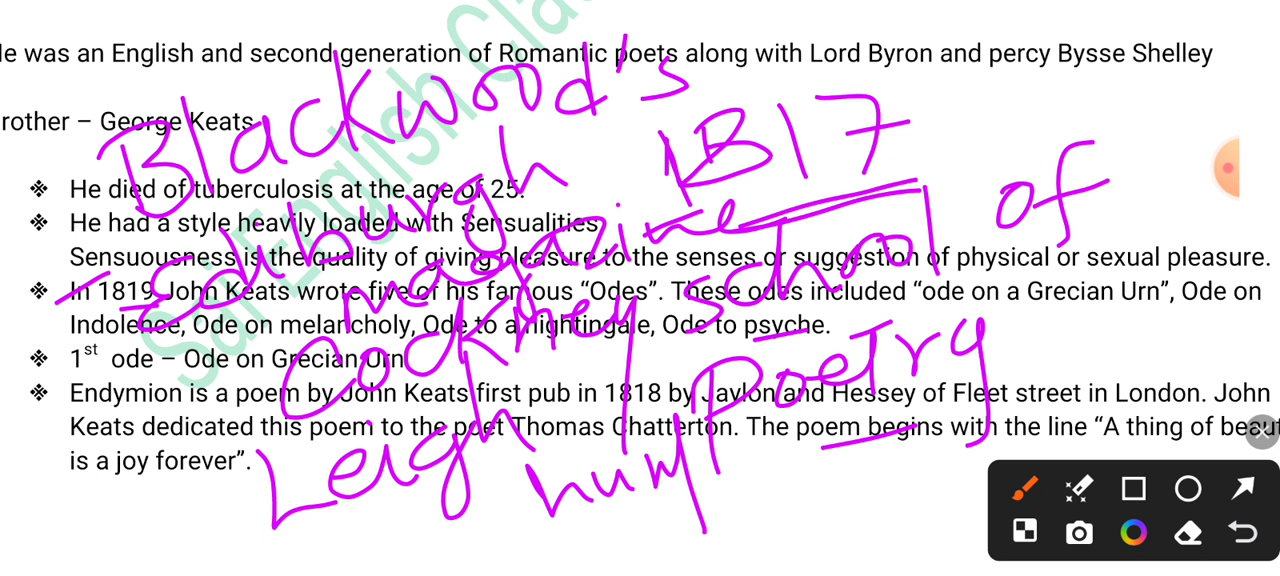 He was an English and second generation of Romantic poets along with Lord Byron and percy Bysse Shelley
rother – George Keats
❖ He died of tuberculosis at the age of 25.
❖ He had a style heavily loaded with Sensualities
Sensuousness is the quality of giving pleasure to the senses or suggestion of physical or sexual pleasure.
❖ In 1819 John Keats wrote five of his famous “Odes”. These odes included “ode on a Grecian Urn”, Ode on
Indolence, Ode on melancholy, Ode to a nightingale, Ode to psyche.
❖ 1st ode – Ode on Grecian Urn
❖ Endymion is a poem by John Keats first pub in 1818 by Jaylon and Hessey of Fleet street in London. John
Keats dedicated this poem to the poet Thomas Chatterton. The poem begins with the line “A thing of beaut
is a joy forever”.
Blackwood's
Edinburgh
magazine
1817
Cockney school of
Poetry
Leigh hunt
Sai English Cla